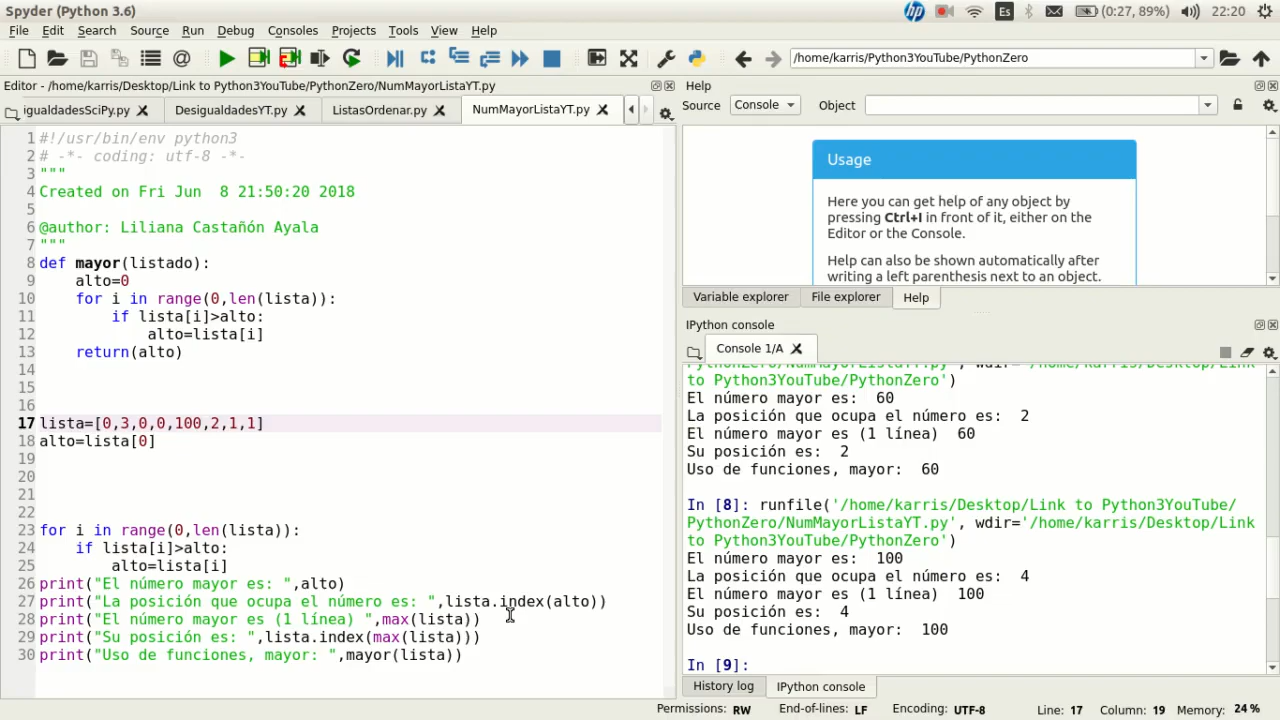 Spyder (Python 3.6)
Es
(0:27, 89%)
22:20
File Edit Search Source Run Debug Consoles Projects Tools View Help
/home/karris/Python3YouTube/PythonZero
Editor - /home/karris/Desktop/Link to Python3YouTube/PythonZero/NumMayorListaYT.py
igualdadesSciPy.py DesigualdadesYT.py ListasOrdenar.py NumMayorListaYT.py
1 #!/usr/bin/env python3
2 # -*- coding: utf-8 -*-
3 """
4 Created on Fri Jun  8 21:50:20 2018
5
6 @author: Liliana Castañón Ayala
7 """
8 def mayor(listado):
9     alto=0
10     for i in range(0,len(lista)):
11         if lista[i]>alto:
12             alto=lista[i]
13     return(alto)
14
15
16
17 lista=[0,3,0,0,100,2,1,1]
18 alto=lista[0]
19
20
21
22
23 for i in range(0,len(lista)):
24     if lista[i]>alto:
25         alto=lista[i]
26 print("El número mayor es: ",alto)
27 print("La posición que ocupa el número es: ",lista.index(alto))
28 print("El número mayor es (1 línea) ",max(lista))
29 print("Su posición es: ",lista.index(max(lista)))
30 print("Uso de funciones, mayor: ",mayor(lista))
Help
Source Console Object
Usage
Here you can get help of any object by
pressing Ctrl+I in front of it, either on the
Editor or the Console.
Help can also be shown automatically after
writing a left parenthesis next to an object.
Variable explorer File explorer Help
IPython console
Console 1/A
PythonZero/NumMayorListaYT.py', wdir='/home/karris/Desktop/Link
to Python3YouTube/PythonZero')
El número mayor es:  60
La posición que ocupa el número es:  2
El número mayor es (1 línea)  60
Su posición es:  2
Uso de funciones, mayor:  60
In [8]: runfile('/home/karris/Desktop/Link to Python3YouTube/
PythonZero/NumMayorListaYT.py', wdir='/home/karris/Desktop/Link
to Python3YouTube/PythonZero')
El número mayor es:  100
La posición que ocupa el número es:  4
El número mayor es (1 línea)  100
Su posición es:  4
Uso de funciones, mayor:  100
In [9]:
History log IPython console
Permissions: RW End-of-lines: LF Encoding: UTF-8 Line: 17 Column: 19 Memory: 24 %